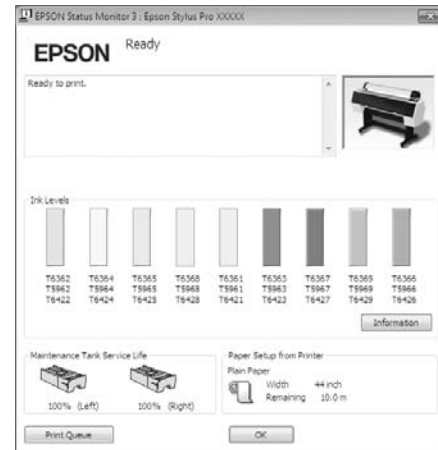 EPSON Status Monitor 3 : Epson Stylus Pro XXXXX
EPSON
Ready
Ready to print.
Ink Levels
T6362 T6364 T6365 T6368 T6361 T6363 T6367 T6369 T6366
T5962 T5964 T5965 T5968 T5961 T5963 T5967 T5969 T5966
T6422 T6424 T6425 T6428 T6421 T6423 T6427 T6429 T6426
Information
Maintenance Tank Service Life
100% (Left) 100% (Right)
Paper Setup from Printer
Plain Paper
Width 44 inch
Remaining 10.0 m
Print Queue
OK